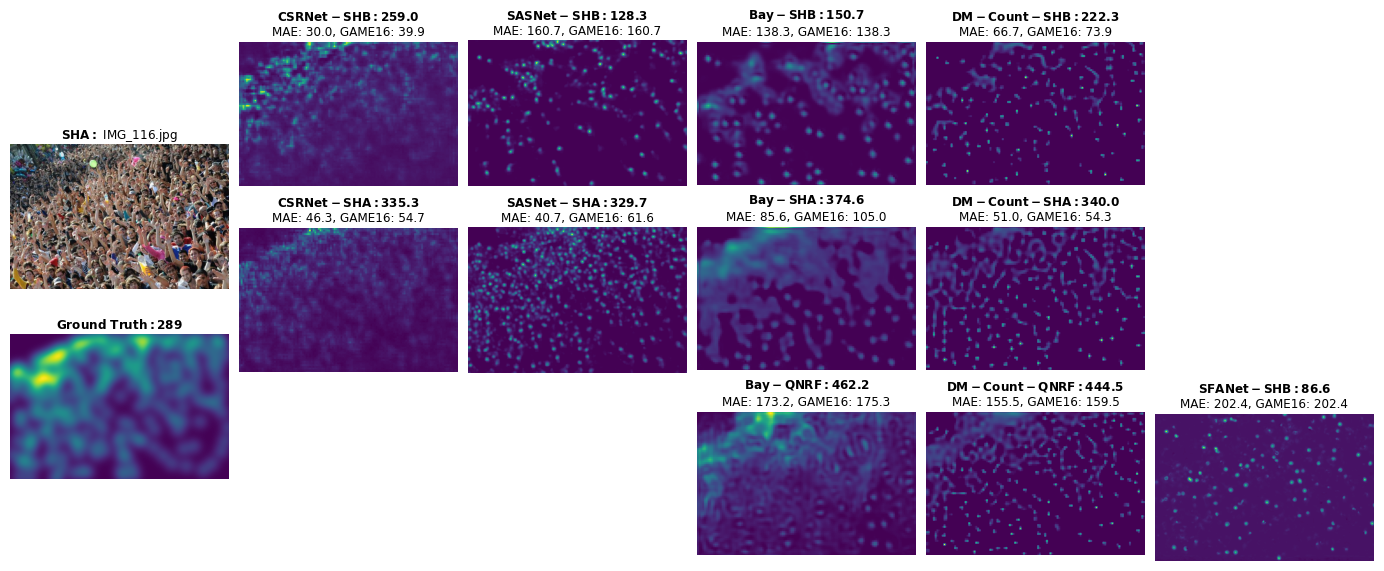 CSRNet − SHB : 259.0
MAE: 30.0, GAME16: 39.9
SASNet − SHB : 128.3
MAE: 160.7, GAME16: 160.7
Bay − SHB : 150.7
MAE: 138.3, GAME16: 138.3
DM − Count − SHB : 222.3
MAE: 66.7, GAME16: 73.9
SHA : IMG_116.jpg
CSRNet − SHA : 335.3
MAE: 46.3, GAME16: 54.7
SASNet − SHA : 329.7
MAE: 40.7, GAME16: 61.6
Bay − SHA : 374.6
MAE: 85.6, GAME16: 105.0
DM − Count − SHA : 340.0
MAE: 51.0, GAME16: 54.3
Ground Truth : 289
Bay − QNRF : 462.2
MAE: 173.2, GAME16: 175.3
DM − Count − QNRF : 444.5
MAE: 155.5, GAME16: 159.5
SFANet − SHB : 86.6
MAE: 202.4, GAME16: 202.4